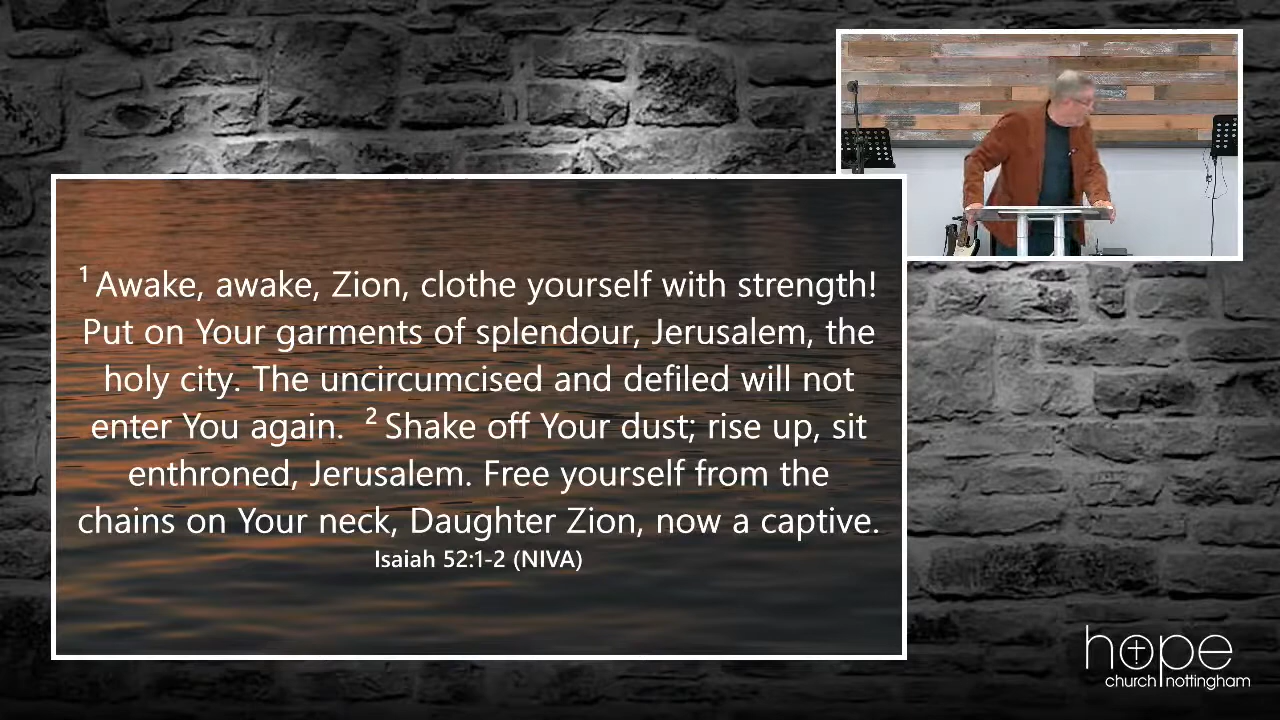 1 Awake, awake, Zion, clothe yourself with strength!
Put on Your garments of splendour, Jerusalem, the
holy city. The uncircumcised and defiled will not
enter You again. 2 Shake off Your dust; rise up, sit
enthroned, Jerusalem. Free yourself from the
chains on Your neck, Daughter Zion, now a captive.
Isaiah 52:1-2 (NIVA)
hope
church nottingham